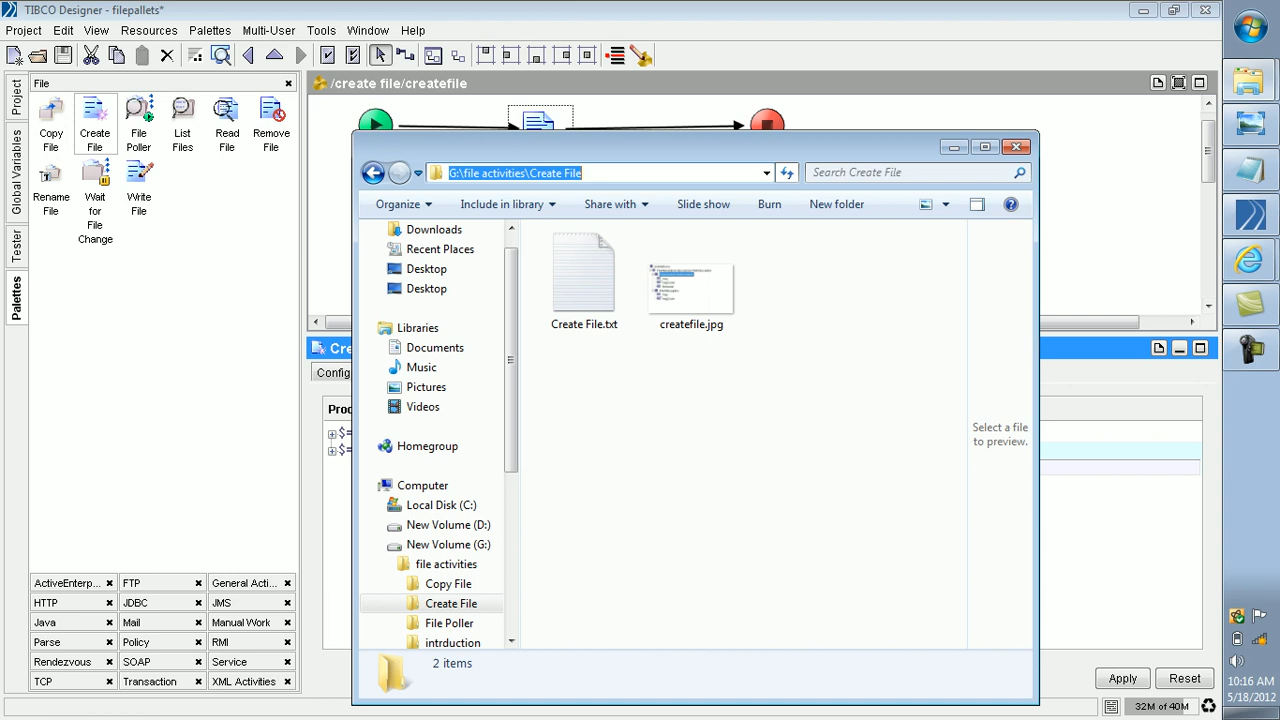 TIBCO Designer - filepallets*
Project Edit View Resources Palettes Multi-User Tools Window Help
Project
Global Variables
Tester
Palettes
File
Copy File
Create File
File Poller
List Files
Read File
Remove File
Rename File
Wait for File Change
Write File
ActiveEnterp... FTP General Acti...
HTTP JDBC JMS
Java Mail Manual Work
Parse Policy RMI
Rendezvous SOAP Service
TCP Transaction XML Activities
/create file/createfile
G:\file activities\Create File
Search Create File
Organize Include in library Share with Slide show Burn New folder
Downloads
Recent Places
Desktop
Desktop
Libraries
Documents
Music
Pictures
Videos
Homegroup
Computer
Local Disk (C:)
New Volume (D:)
New Volume (G:)
file activities
Copy File
Create File
File Poller
intrduction
Create File.txt
createfile.jpg
Select a file
to preview.
2 items
Cre
Config
Proc
$=
$=
Apply Reset
32M of 40M
10:16 AM
5/18/2012